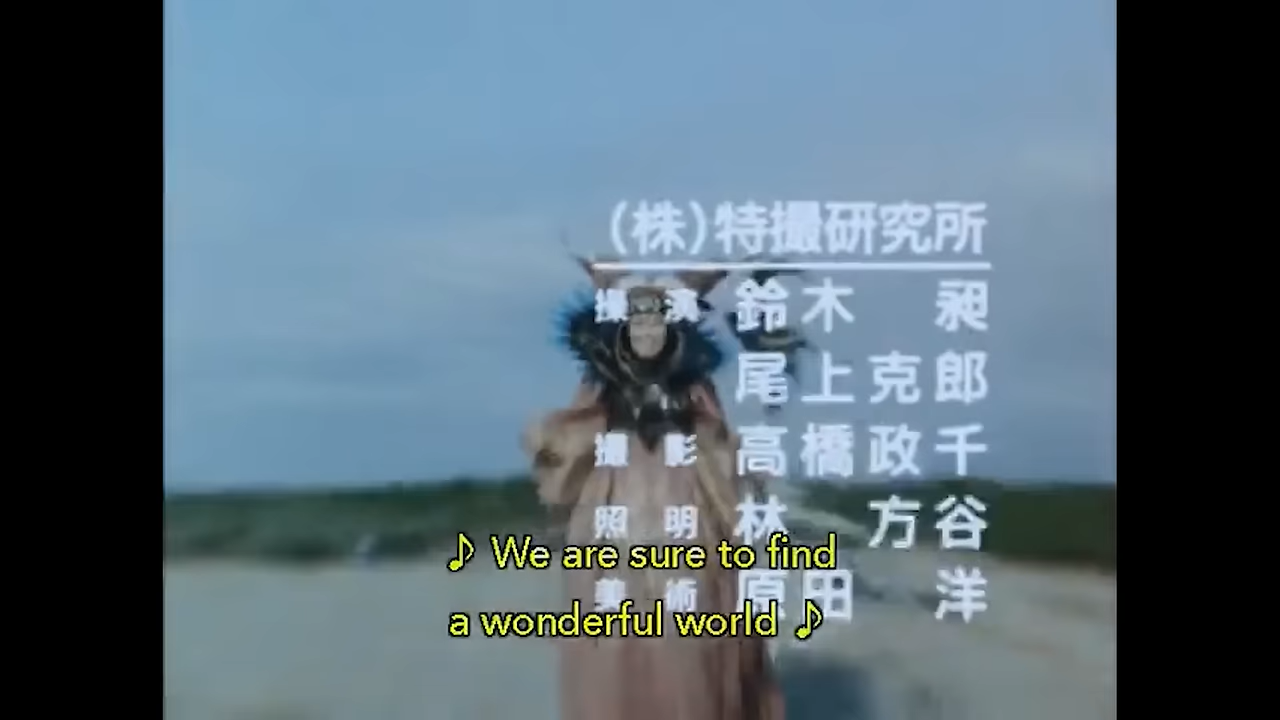 (株)特撮研究所
操演 鈴木 昶
尾上克郎
撮影 高橋政千
照明 林 方谷
美術 原田 洋
♪ We are sure to find
a wonderful world ♪